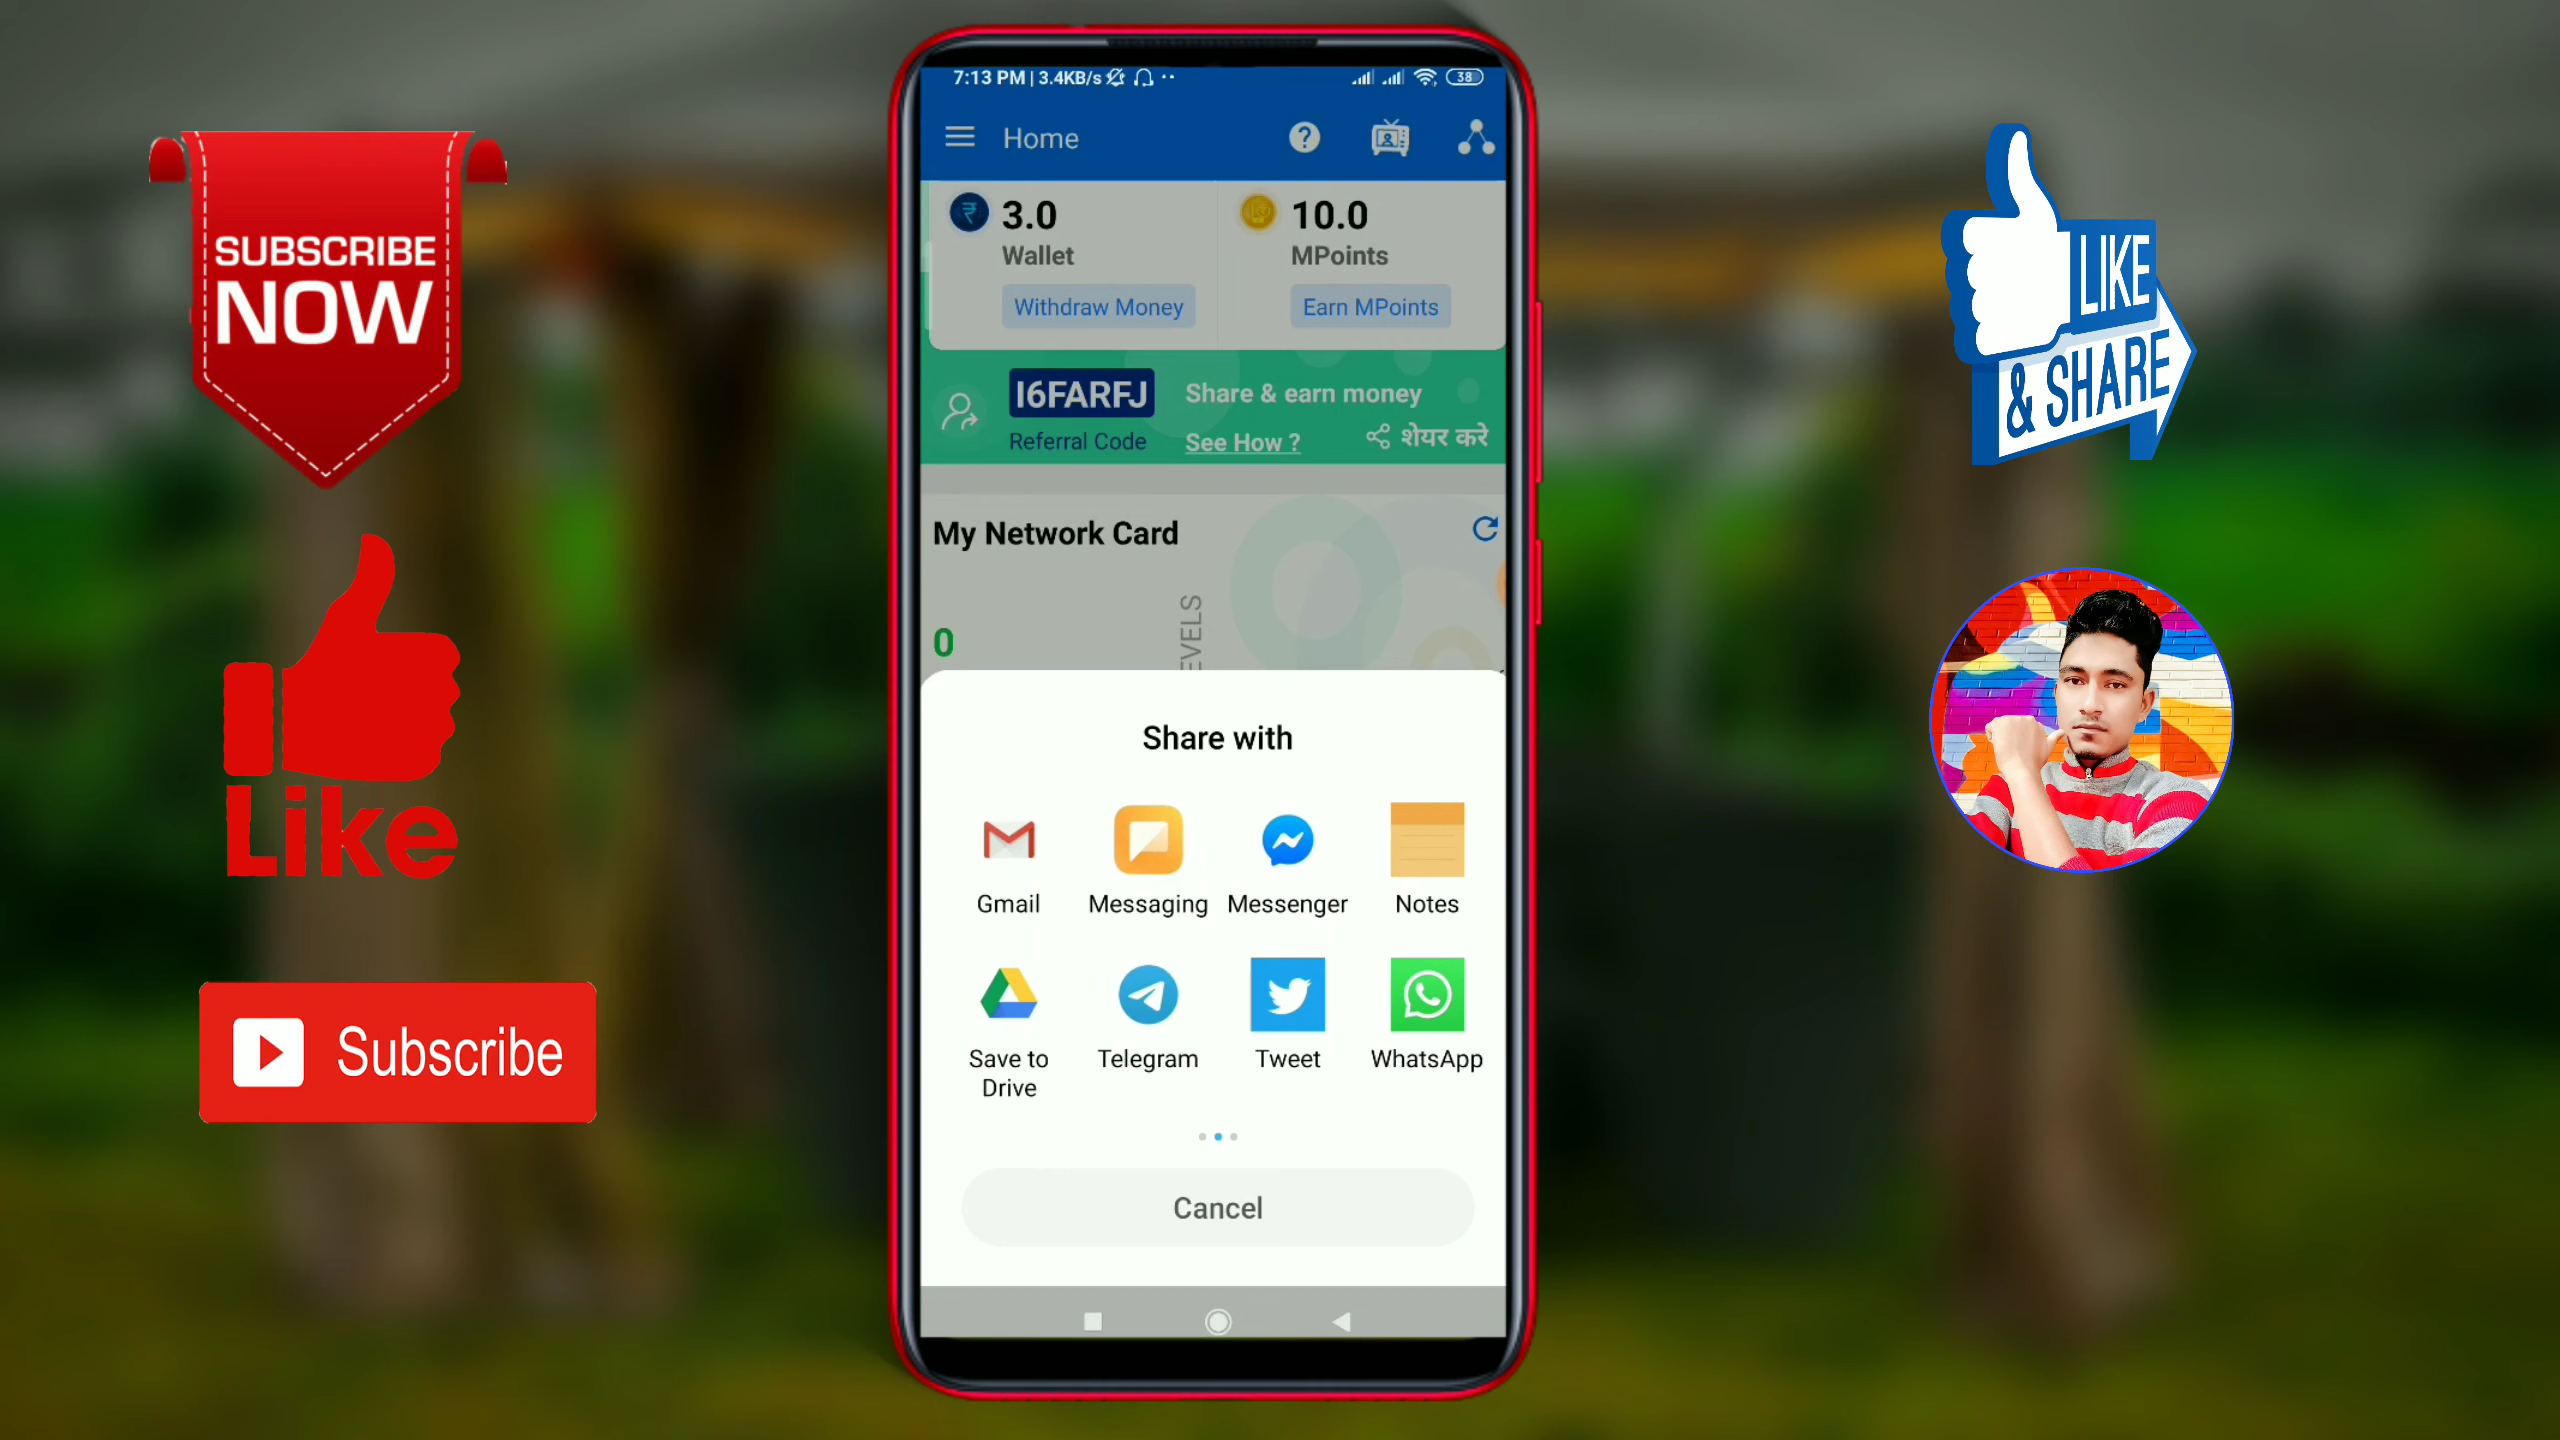 SUBSCRIBE
NOW
Like
Subscribe
7:13 PM | 3.4KB/s
38
Home
3.0
Wallet
Withdraw Money
10.0
MPoints
Earn MPoints
I6FARFJ
Referral Code
Share & earn money
See How ?
शेयर करे
My Network Card
0
EVELS
Share with
Gmail
Messaging
Messenger
Notes
Save to
Drive
Telegram
Tweet
WhatsApp
Cancel
LIKE
& SHARE